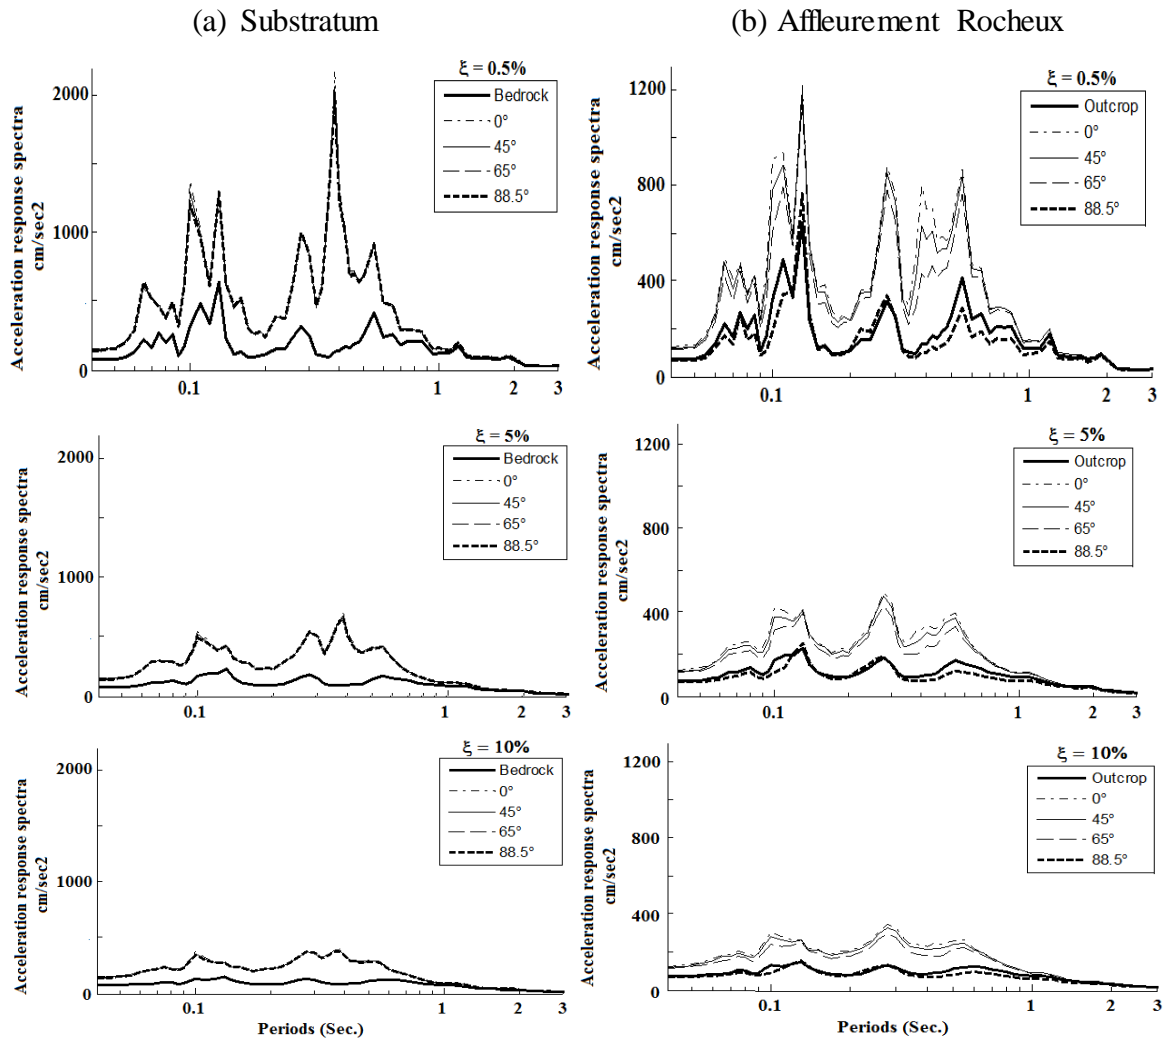 (a) Substratum
(b) Affleurement Rocheux
Acceleration response spectra
cm/sec2
2000
1000
0
0.1
1
2
3
ξ = 0.5%
Bedrock
0°
45°
65°
88.5°
Acceleration response spectra
cm/sec2
1200
800
400
0
0.1
1
2
3
ξ = 0.5%
Outcrop
0°
45°
65°
88.5°
Acceleration response spectra
cm/sec2
2000
1000
0
0.1
1
2
3
ξ = 5%
Bedrock
0°
45°
65°
88.5°
Acceleration response spectra
cm/sec2
1200
800
400
0
0.1
1
2
3
ξ = 5%
Outcrop
0°
45°
65°
88.5°
Acceleration response spectra
cm/sec2
2000
1000
0
0.1
1
2
3
ξ = 10%
Bedrock
0°
45°
65°
88.5°
Periods (Sec.)
Acceleration response spectra
cm/sec2
1200
800
400
0
0.1
1
2
3
ξ = 10%
Outcrop
0°
45°
65°
88.5°
Periods (Sec.)